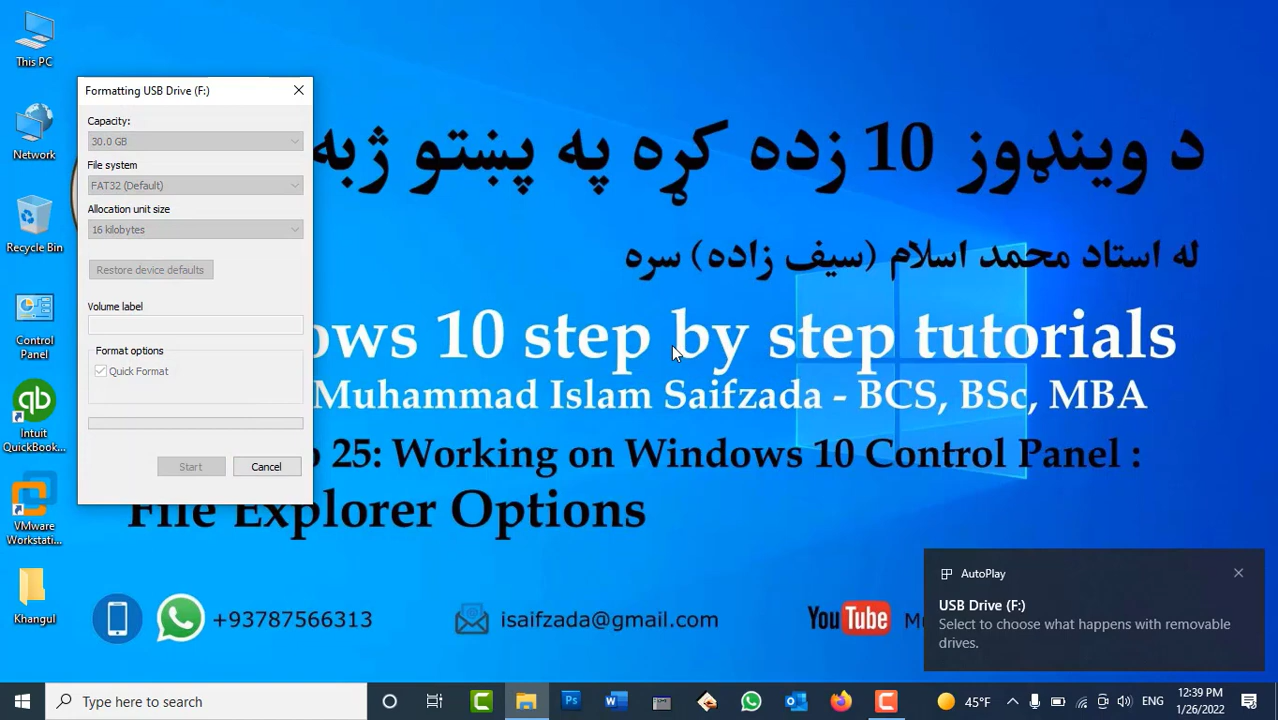 This PC
Network
Recycle Bin
Control
Panel
Intuit
QuickBook...
VMware
Workstati...
Khangul
Formatting USB Drive (F:)
Capacity:
30.0 GB
File system
FAT32 (Default)
Allocation unit size
16 kilobytes
Restore device defaults
Volume label
Format options
Quick Format
Start
Cancel
د وینډوز 10 زده کړه په پښتو ژبه
له استاد محمد اسلام (سیف زاده) سره
ows 10 step by step tutorials
Muhammad Islam Saifzada - BCS, BSc, MBA
25: Working on Windows 10 Control Panel :
File Explorer Options
+93787566313
isaifzada@gmail.com
YouTube
AutoPlay
USB Drive (F:)
Select to choose what happens with removable
drives.
Type here to search
45°F
ENG
12:39 PM
1/26/2022